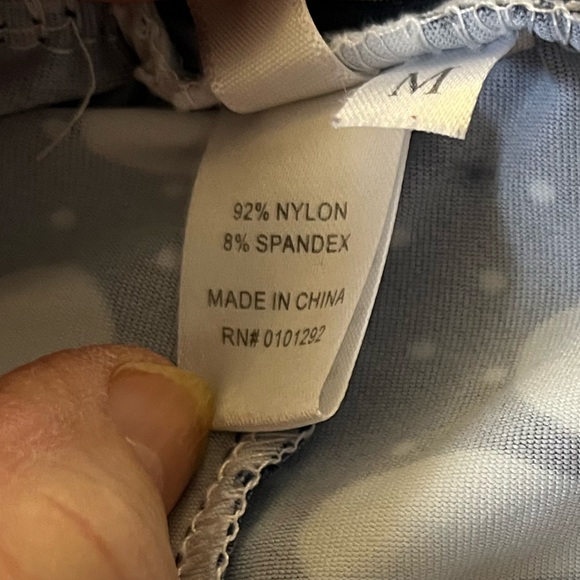 M
92% NYLON
8% SPANDEX
MADE IN CHINA
RN# 0101292